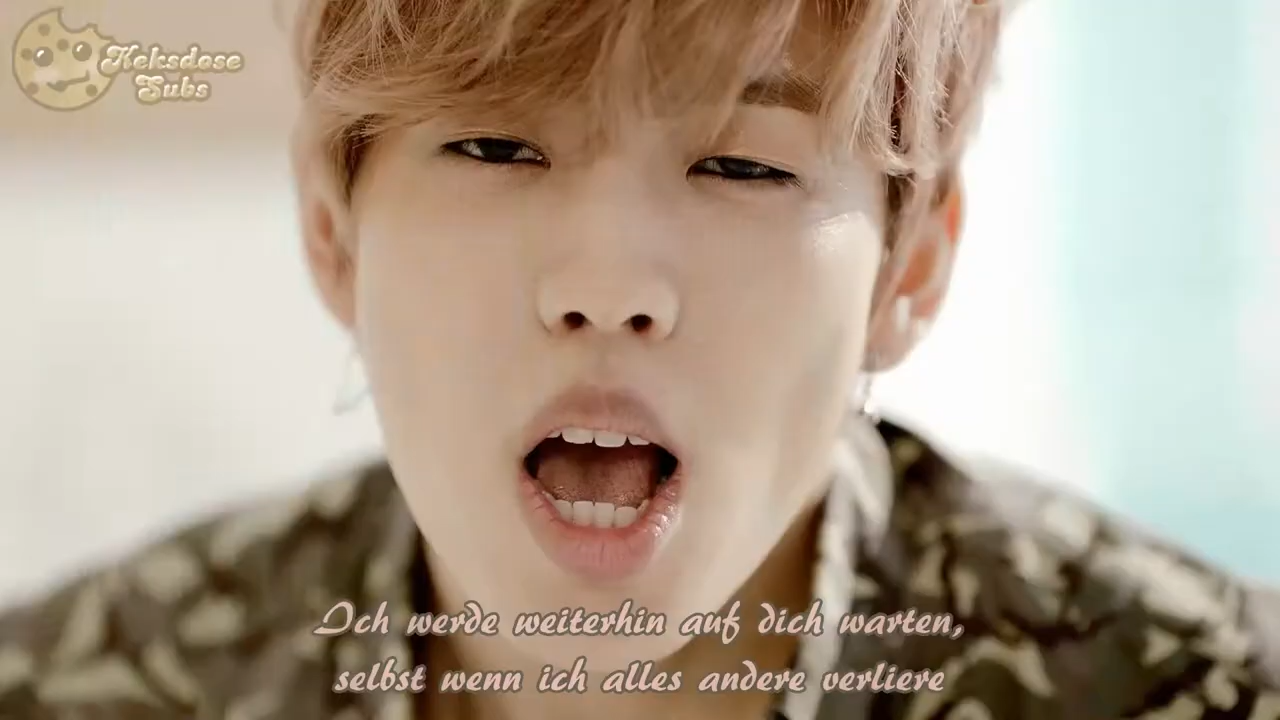 Keksdose
Subs
Ich werde weiterhin auf dich warten,
selbst wenn ich alles andere verliere